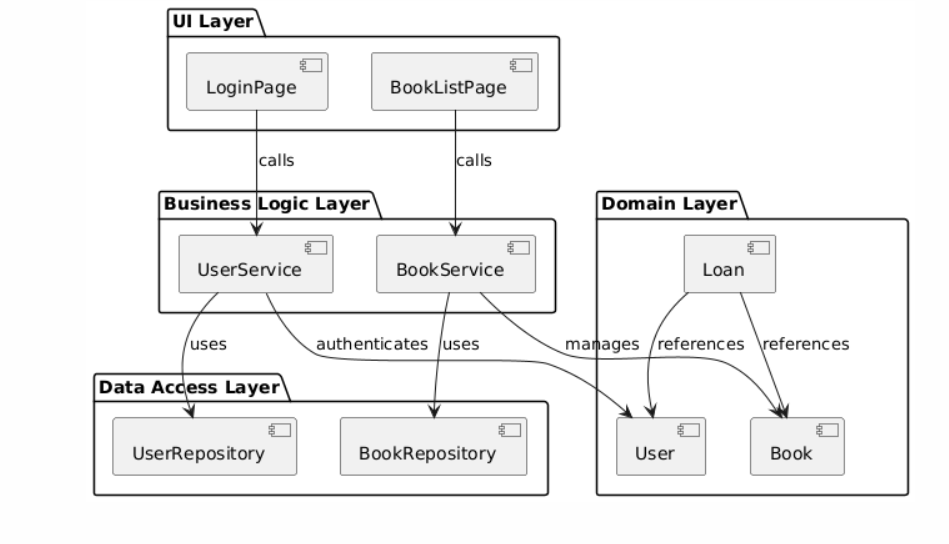 UI Layer
LoginPage
BookListPage
calls
calls
Business Logic Layer
UserService
BookService
Domain Layer
Loan
uses
authenticates
uses
manages
references
references
Data Access Layer
UserRepository
BookRepository
User
Book